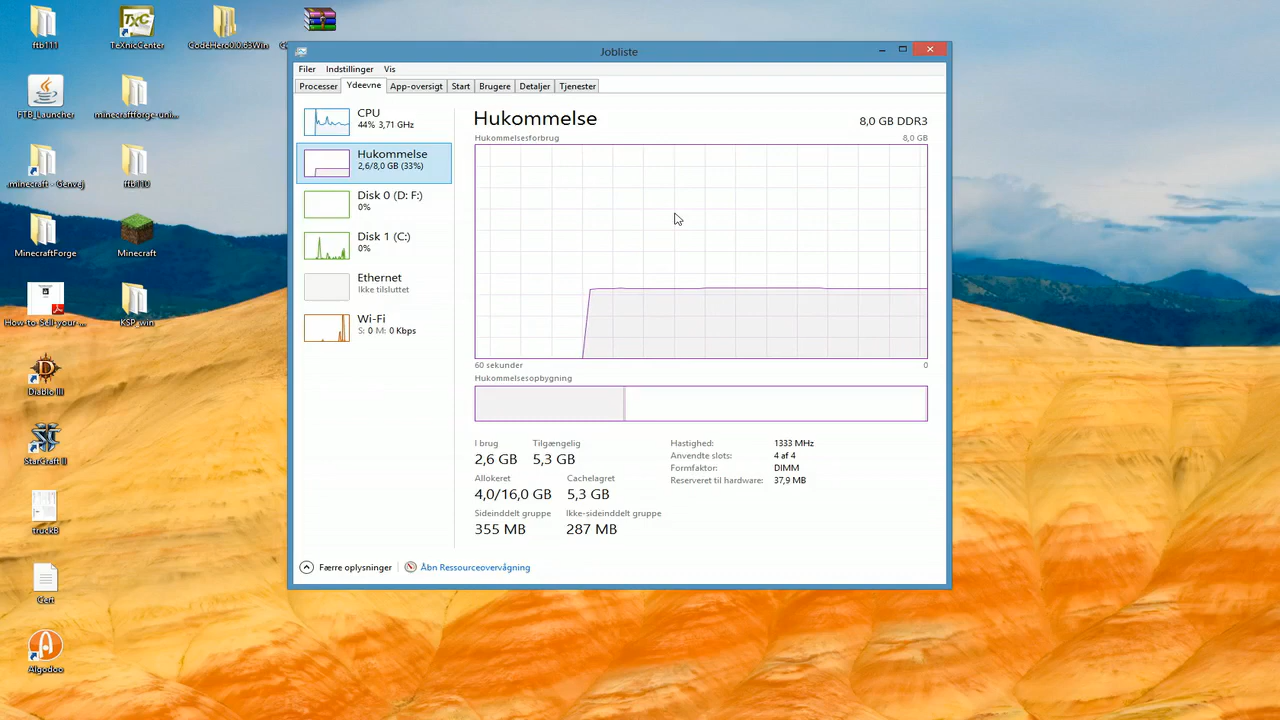 ftb111
TeXnicCenter
CodeHero0.0.63Win
Jobliste
Filer Indstillinger Vis
Processer Ydeevne App-oversigt Start Brugere Detaljer Tjenester
FTB_Launcher
minecraftforge-uni...
.minecraft - Genvej
ftb110
MinecraftForge
Minecraft
How-to-Sell-your-...
KSP_win
Diablo III
StarCraft II
truckB
Cert
Algodoo
CPU
44% 3,71 GHz
Hukommelse
2,6/8,0 GB (33%)
Disk 0 (D: F:)
0%
Disk 1 (C:)
0%
Ethernet
Ikke tilsluttet
Wi-Fi
S: 0 M: 0 Kbps
Hukommelse
8,0 GB DDR3
Hukommelsesforbrug
8,0 GB
60 sekunder
0
Hukommelsesopbygning
I brug
2,6 GB
Tilgængelig
5,3 GB
Allokeret
4,0/16,0 GB
Cachelagret
5,3 GB
Sideinddelt gruppe
355 MB
Ikke-sideinddelt gruppe
287 MB
Hastighed: 1333 MHz
Anvendte slots: 4 af 4
Formfaktor: DIMM
Reserveret til hardware: 37,9 MB
Færre oplysninger
Åbn Ressourceovervågning